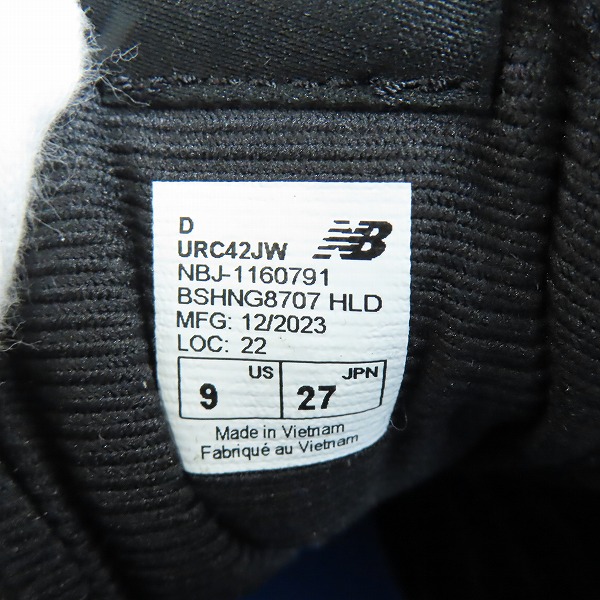 D
URC42JW NB
NBJ-1160791
BSHNG8707 HLD
MFG: 12/2023
LOC: 22
US JPN
9 27
Made in Vietnam
Fabriqué au Vietnam